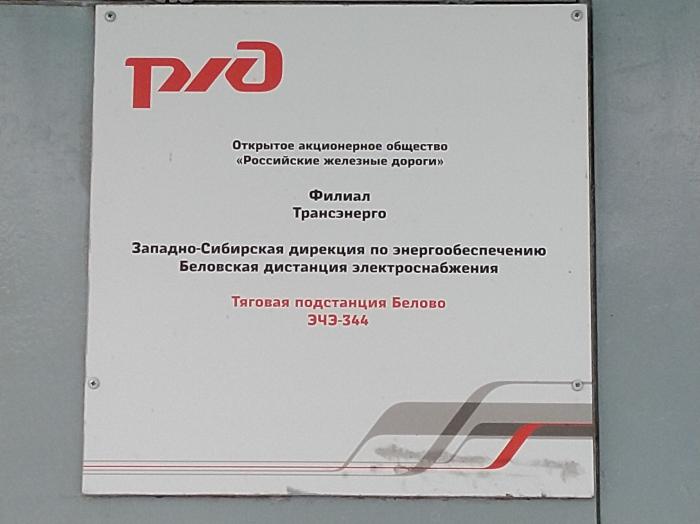 РЖД
Открытое акционерное общество
«Российские железные дороги»
Филиал
Трансэнерго
Западно-Сибирская дирекция по энергообеспечению
Беловская дистанция электроснабжения
Тяговая подстанция Белово
ЭЧЭ-344